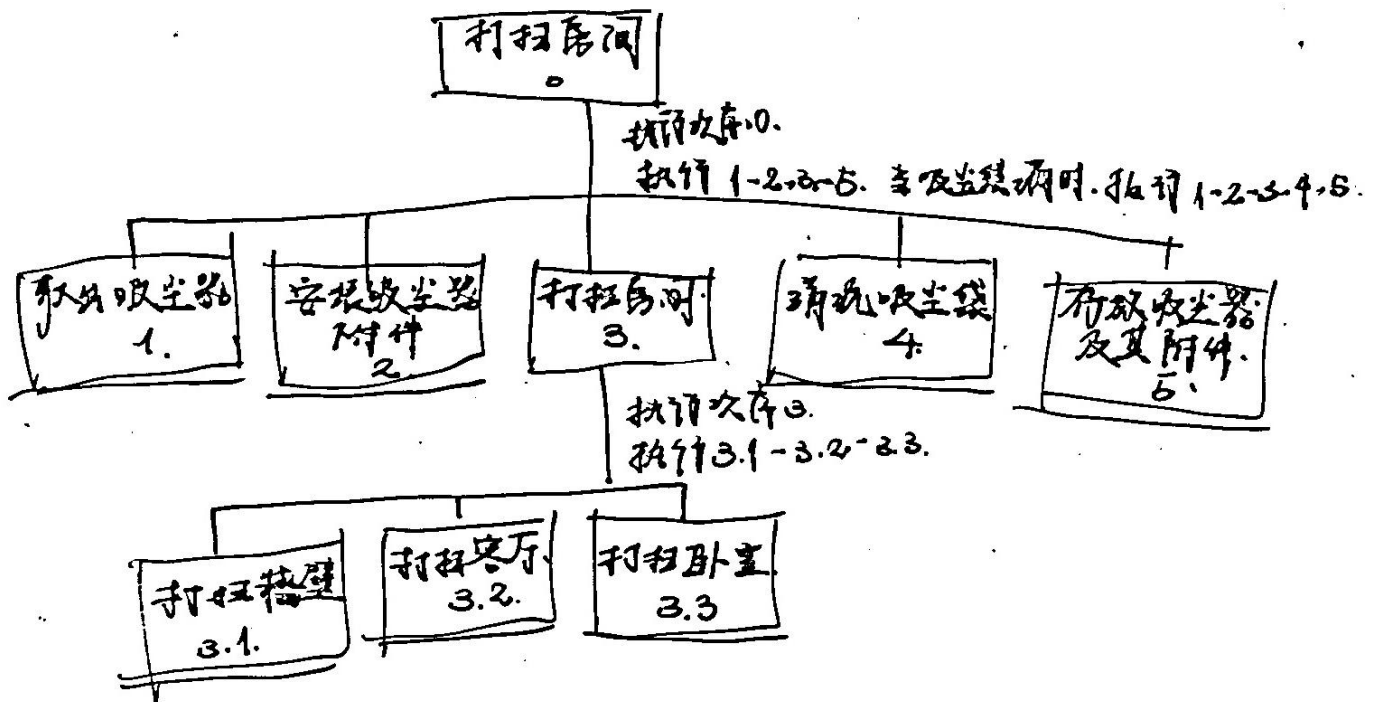 打扫房间
0
执行次序0.
执行1-2-3-5. 当吸尘袋满时.执行1-2-3-4-5.
取出吸尘器
1.
安装吸尘器
附件
2
打扫房间
3.
清洗吸尘袋
4.
存放吸尘器
及其附件.
5.
执行次序3.
执行3.1-3.2-3.3.
打扫墙壁
3.1.
打扫客厅
3.2.
打扫卧室
3.3